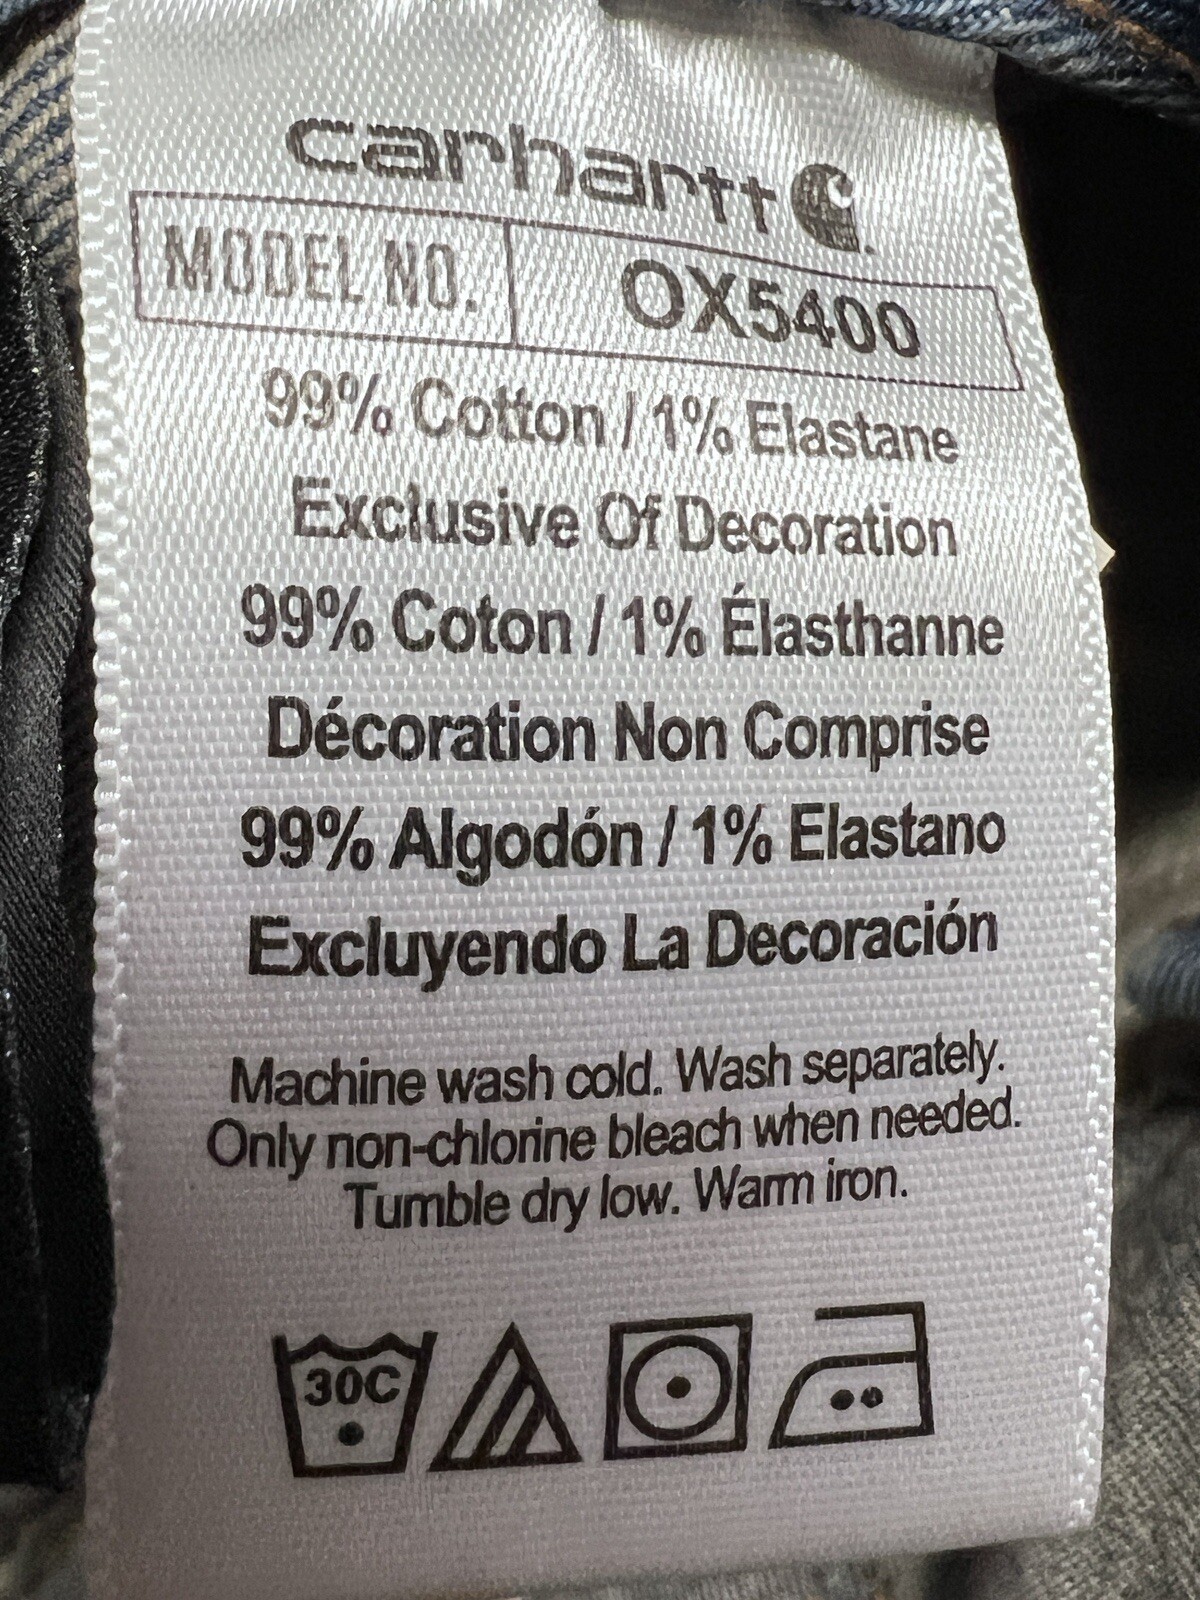 carhartt
MODEL NO. OX5400
99% Cotton / 1% Elastane
Exclusive Of Decoration
99% Coton / 1% Élasthanne
Décoration Non Comprise
99% Algodón / 1% Elastano
Excluyendo La Decoración
Machine wash cold. Wash separately.
Only non-chlorine bleach when needed.
Tumble dry low. Warm iron.
30C